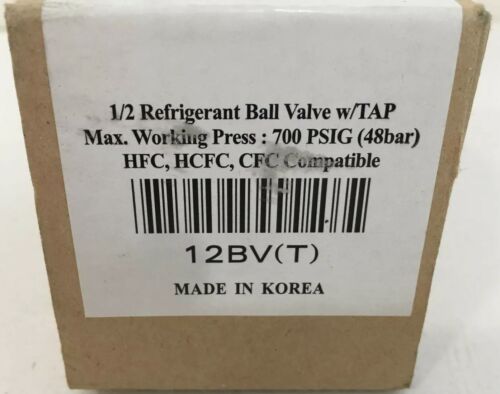 1/2 Refrigerant Ball Valve w/TAP
Max. Working Press : 700 PSIG (48bar)
HFC, HCFC, CFC Compatible
12BV(T)
MADE IN KOREA